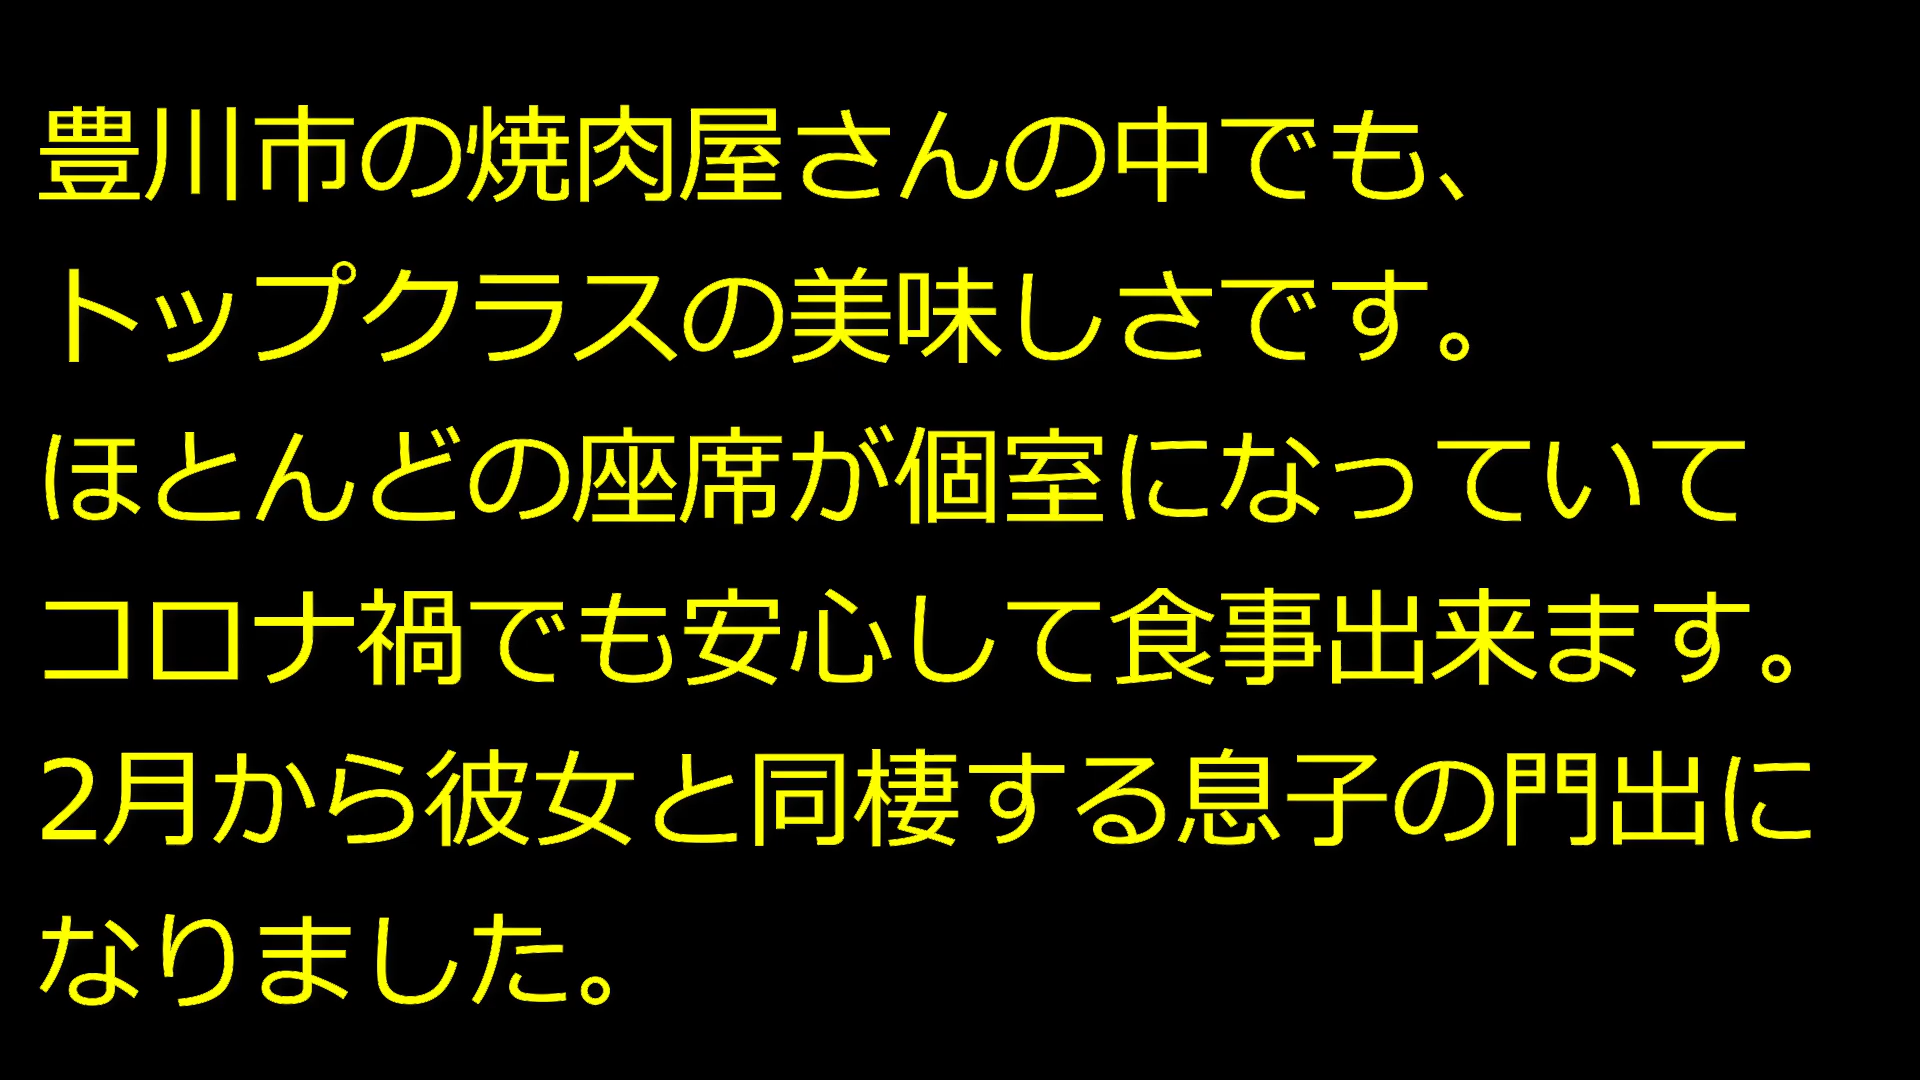 豊川市の焼肉屋さんの中でも、
トップクラスの美味しさです。
ほとんどの座席が個室になっていて
コロナ禍でも安心して食事出来ます。
2月から彼女と同棲する息子の門出に
なりました。